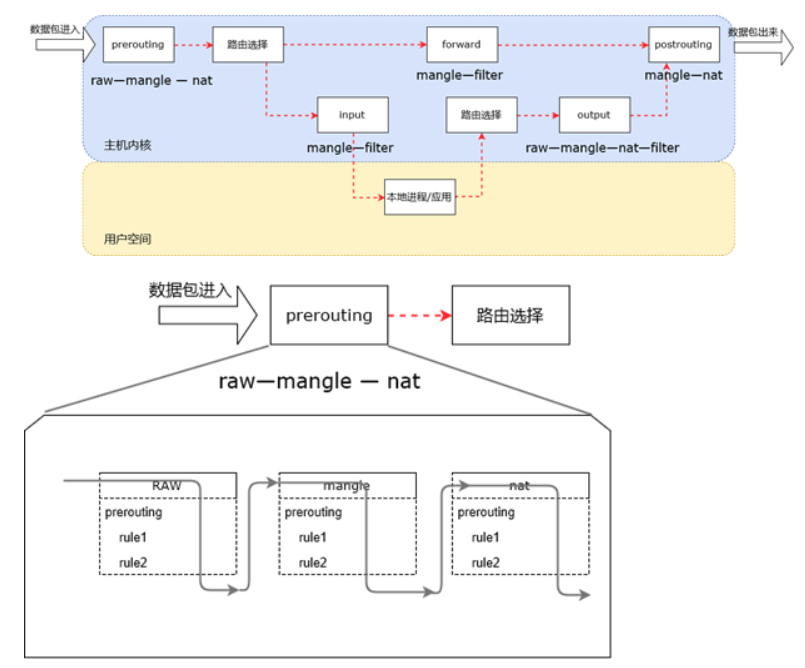 数据包进入
prerouting
路由选择
forward
postrouting
数据包出来
raw—mangle — nat
mangle—filter
mangle—nat
input
路由选择
output
主机内核
mangle—filter
raw—mangle—nat—filter
本地进程/应用
用户空间
数据包进入
prerouting
路由选择
raw—mangle — nat
RAW
mangle
nat
prerouting
prerouting
prerouting
rule1
rule1
rule1
rule2
rule2
rule2